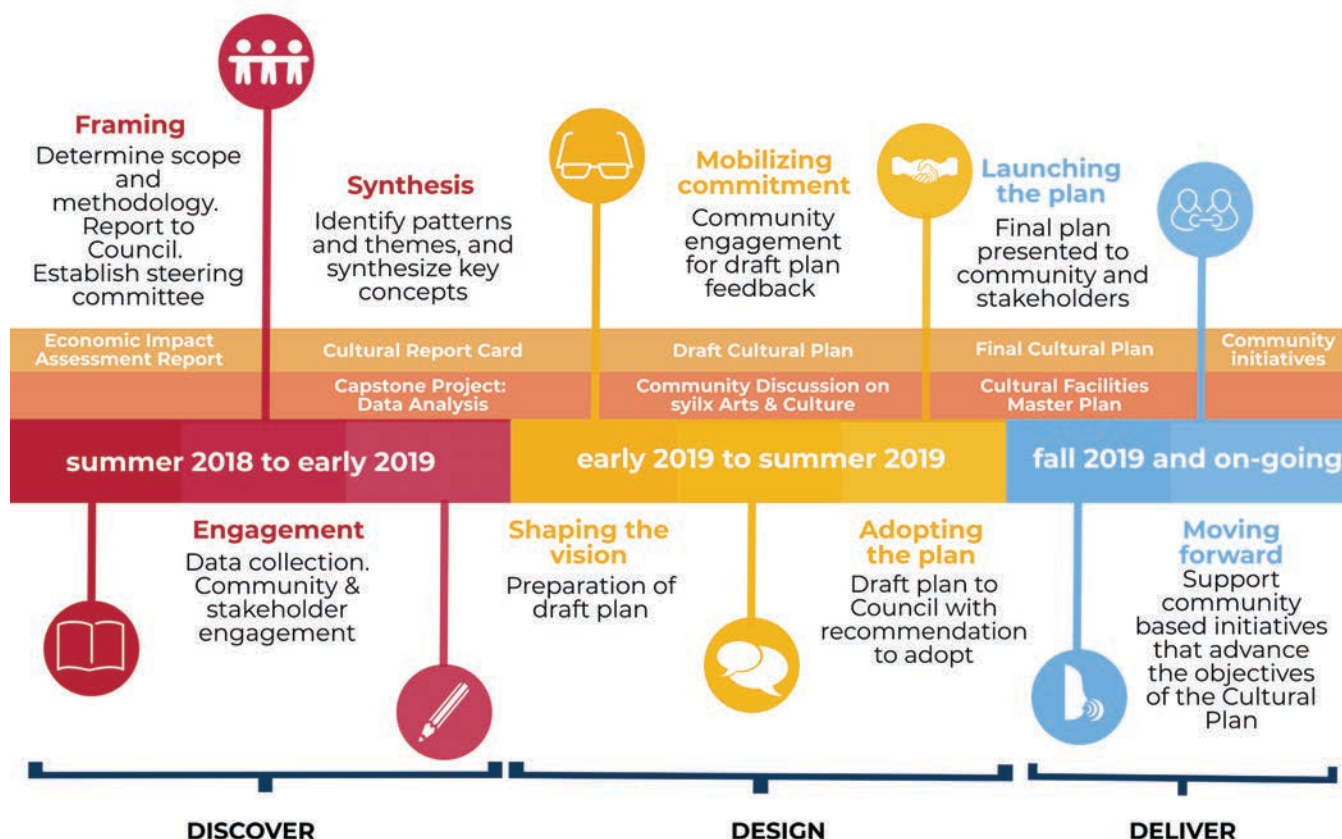 Framing
Determine scope
and
methodology.
Report to
Council.
Establish steering
committee
Synthesis
Identify patterns
and themes, and
synthesize key
concepts
Mobilizing
commitment
Community
engagement
for draft plan
feedback
Launching
the plan
Final plan
presented to
community and
stakeholders
Economic Impact
Assessment Report
Cultural Report Card
Draft Cultural Plan
Final Cultural Plan
Community
initiatives
Capstone Project:
Data Analysis
Community Discussion on
syilx Arts & Culture
Cultural Facilities
Master Plan
summer 2018 to early 2019
early 2019 to summer 2019
fall 2019 and on-going
Engagement
Data collection.
Community &
stakeholder
engagement
Shaping the
vision
Preparation of
draft plan
Adopting
the plan
Draft plan to
Council with
recommendation
to adopt
Moving
forward
Support
community
based initiatives
that advance
the objectives
of the Cultural
Plan
DISCOVER
DESIGN
DELIVER